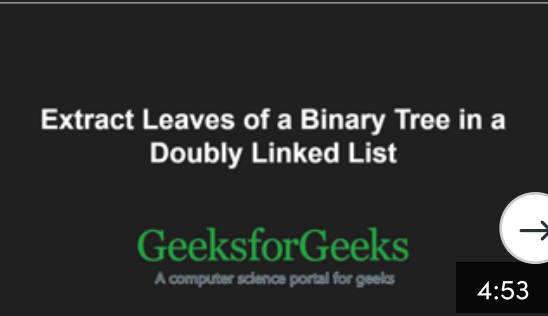 Extract Leaves of a Binary Tree in a
Doubly Linked List
GeeksforGeeks
A computer science portal for geeks
4:53